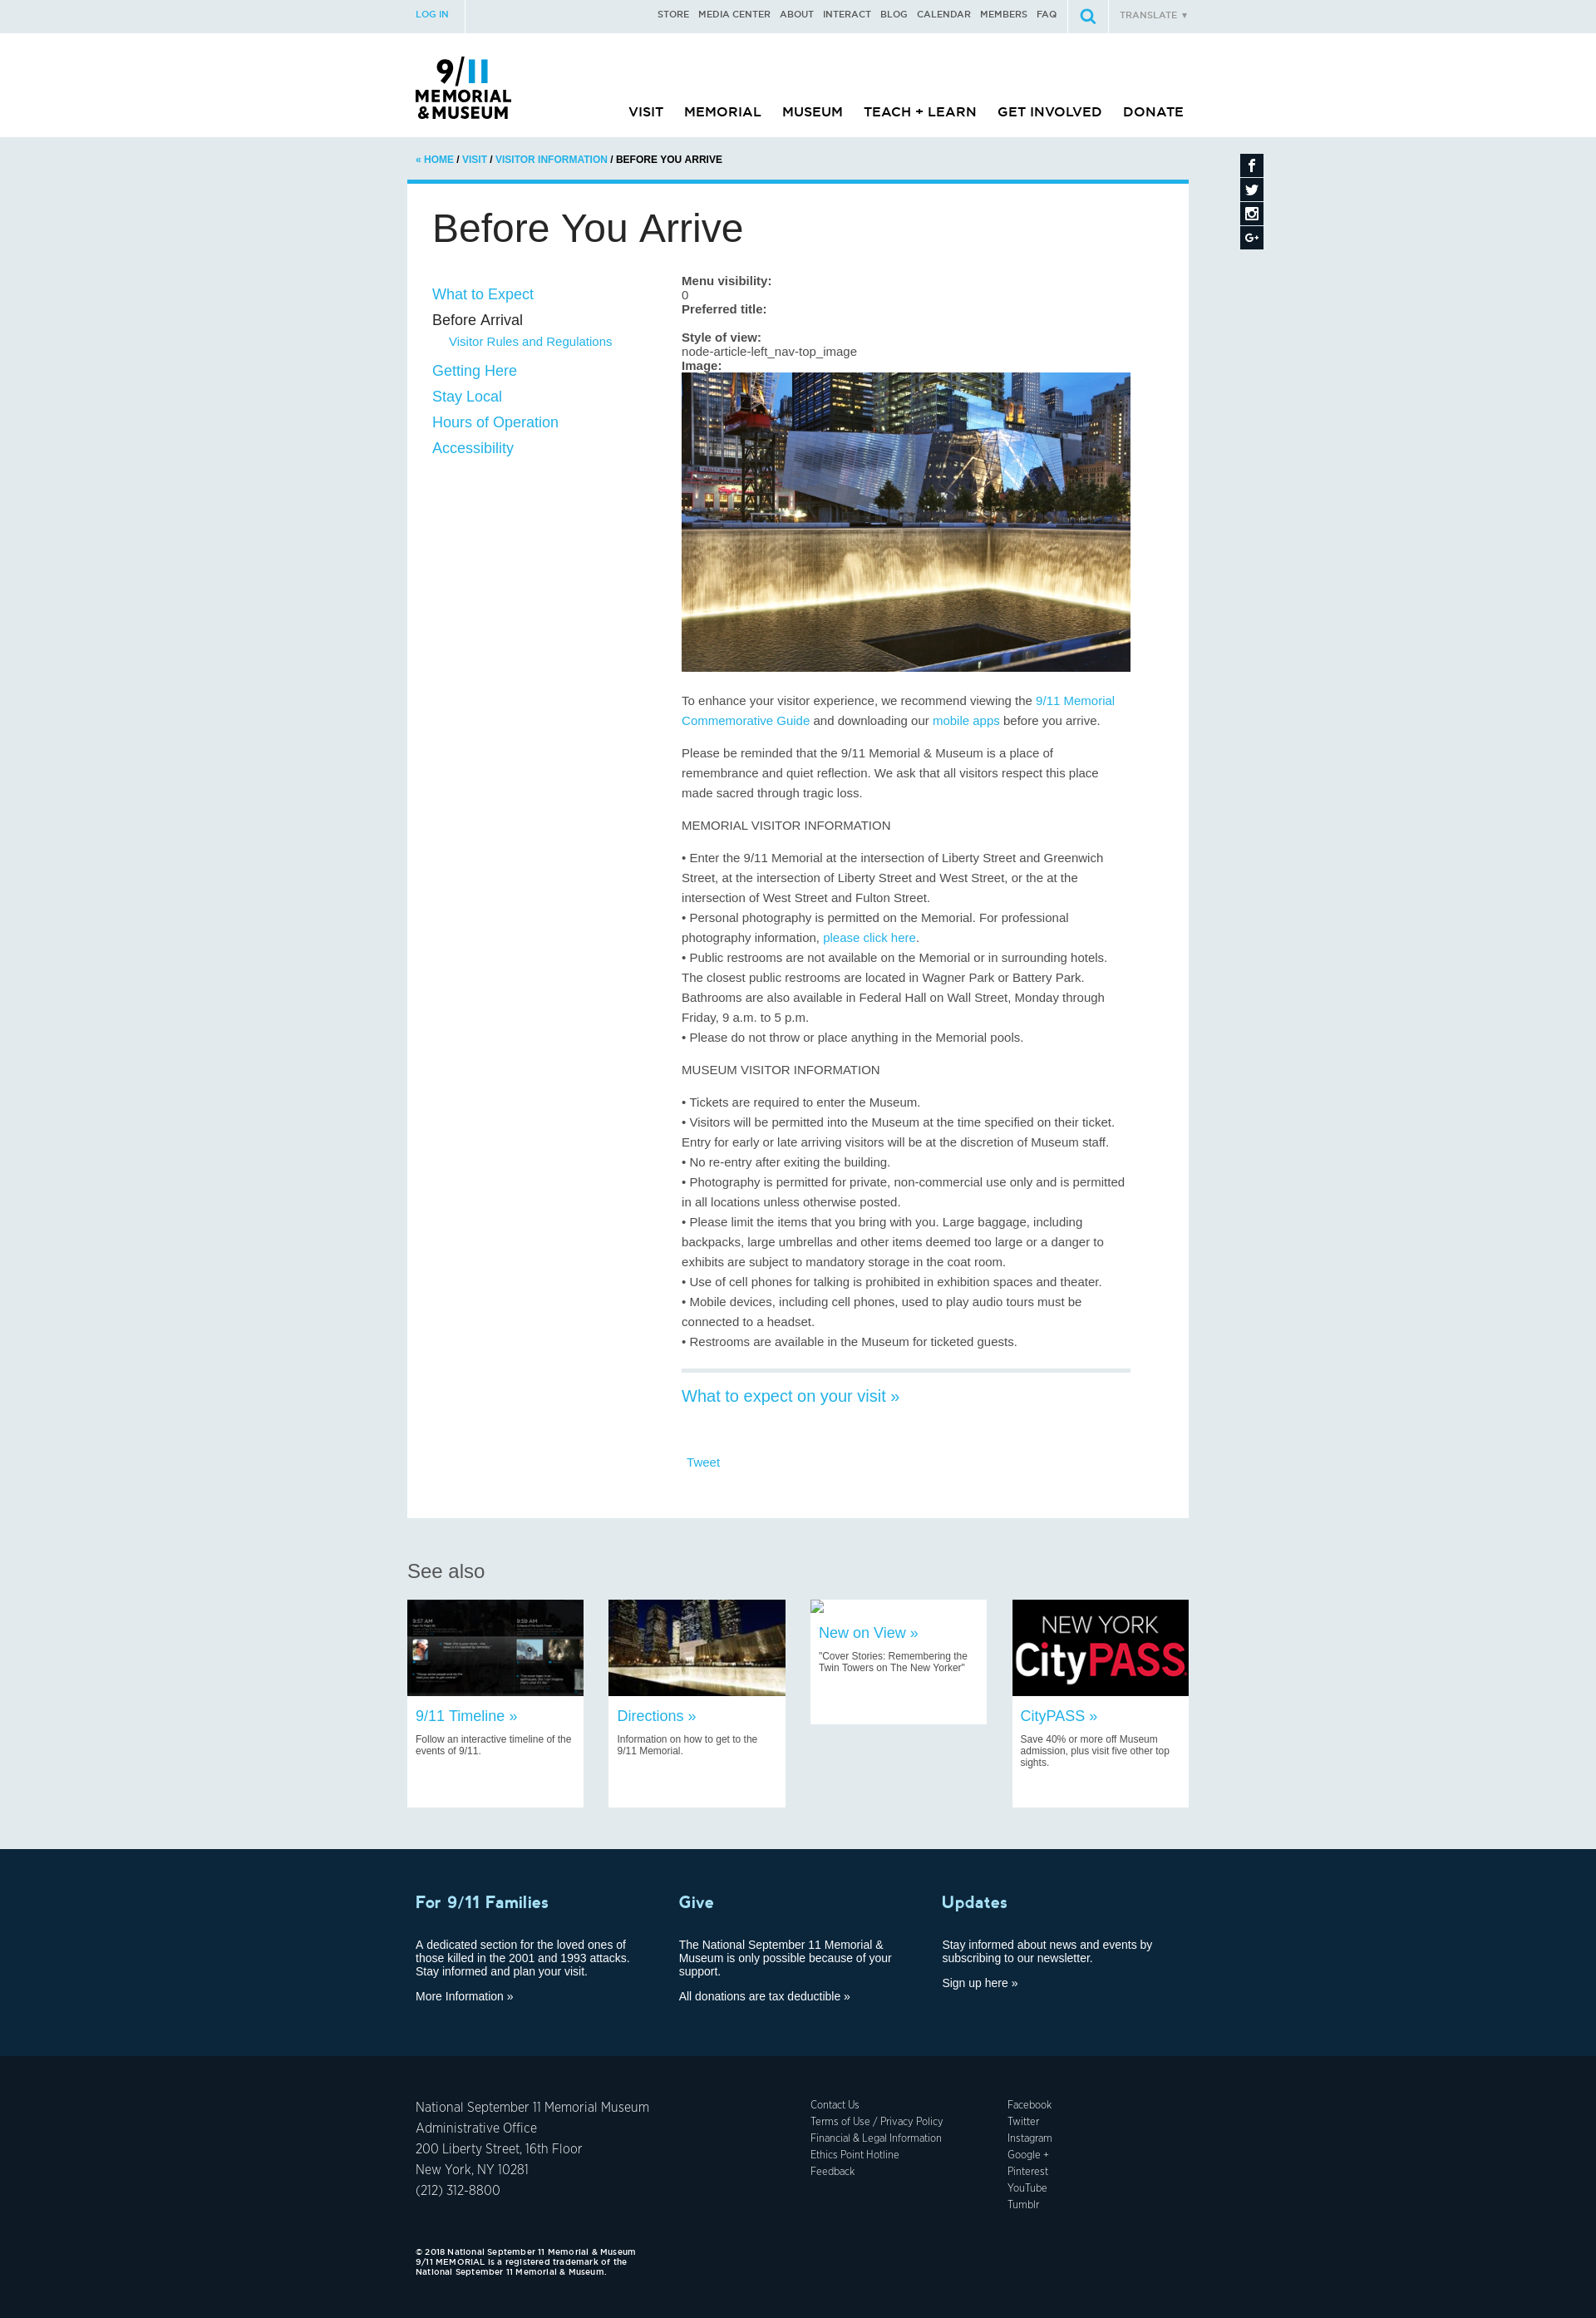 LOG IN
STORE MEDIA CENTER ABOUT INTERACT BLOG CALENDAR MEMBERS FAQ
TRANSLATE ▼
9/11
MEMORIAL
&MUSEUM
VISIT MEMORIAL MUSEUM TEACH + LEARN GET INVOLVED DONATE
« HOME / VISIT / VISITOR INFORMATION / BEFORE YOU ARRIVE
Before You Arrive
What to Expect
Before Arrival
Visitor Rules and Regulations
Getting Here
Stay Local
Hours of Operation
Accessibility
Menu visibility:
0
Preferred title:
Style of view:
node-article-left_nav-top_image
Image:
To enhance your visitor experience, we recommend viewing the 9/11 Memorial
Commemorative Guide and downloading our mobile apps before you arrive.
Please be reminded that the 9/11 Memorial & Museum is a place of
remembrance and quiet reflection. We ask that all visitors respect this place
made sacred through tragic loss.
MEMORIAL VISITOR INFORMATION
• Enter the 9/11 Memorial at the intersection of Liberty Street and Greenwich
Street, at the intersection of Liberty Street and West Street, or the at the
intersection of West Street and Fulton Street.
• Personal photography is permitted on the Memorial. For professional
photography information, please click here.
• Public restrooms are not available on the Memorial or in surrounding hotels.
The closest public restrooms are located in Wagner Park or Battery Park.
Bathrooms are also available in Federal Hall on Wall Street, Monday through
Friday, 9 a.m. to 5 p.m.
• Please do not throw or place anything in the Memorial pools.
MUSEUM VISITOR INFORMATION
• Tickets are required to enter the Museum.
• Visitors will be permitted into the Museum at the time specified on their ticket.
Entry for early or late arriving visitors will be at the discretion of Museum staff.
• No re-entry after exiting the building.
• Photography is permitted for private, non-commercial use only and is permitted
in all locations unless otherwise posted.
• Please limit the items that you bring with you. Large baggage, including
backpacks, large umbrellas and other items deemed too large or a danger to
exhibits are subject to mandatory storage in the coat room.
• Use of cell phones for talking is prohibited in exhibition spaces and theater.
• Mobile devices, including cell phones, used to play audio tours must be
connected to a headset.
• Restrooms are available in the Museum for ticketed guests.
What to expect on your visit »
Tweet
See also
9:57 AM
9:59 AM
9/11 Timeline »
Follow an interactive timeline of the
events of 9/11.
Directions »
Information on how to get to the
9/11 Memorial.
New on View »
"Cover Stories: Remembering the
Twin Towers on The New Yorker"
NEW YORK
CityPASS
CityPASS »
Save 40% or more off Museum
admission, plus visit five other top
sights.
For 9/11 Families
A dedicated section for the loved ones of
those killed in the 2001 and 1993 attacks.
Stay informed and plan your visit.
More Information »
Give
The National September 11 Memorial &
Museum is only possible because of your
support.
All donations are tax deductible »
Updates
Stay informed about news and events by
subscribing to our newsletter.
Sign up here »
National September 11 Memorial Museum
Administrative Office
200 Liberty Street, 16th Floor
New York, NY 10281
(212) 312-8800
Contact Us
Terms of Use / Privacy Policy
Financial & Legal Information
Ethics Point Hotline
Feedback
Facebook
Twitter
Instagram
Google +
Pinterest
YouTube
Tumblr
© 2018 National September 11 Memorial & Museum
9/11 MEMORIAL is a registered trademark of the
National September 11 Memorial & Museum.